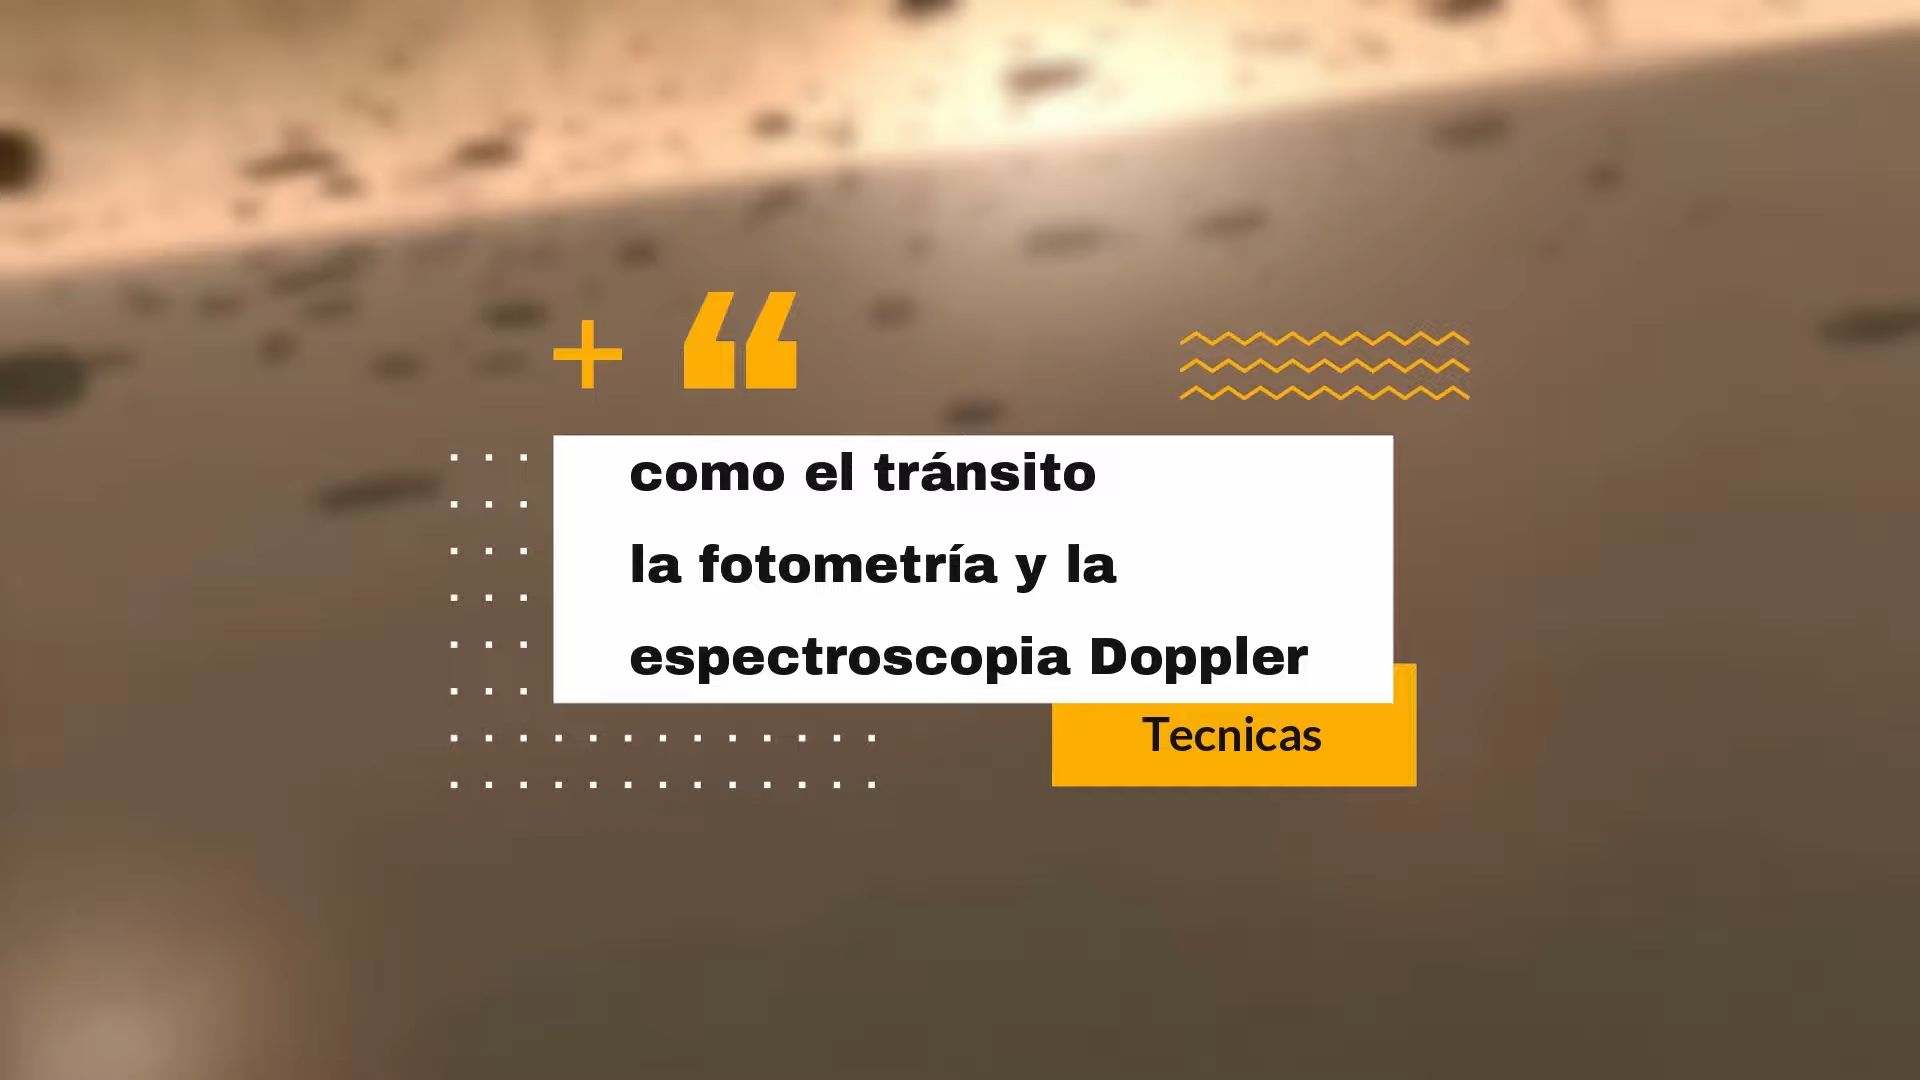 como el tránsito
la fotometría y la
espectroscopia Doppler
Tecnicas